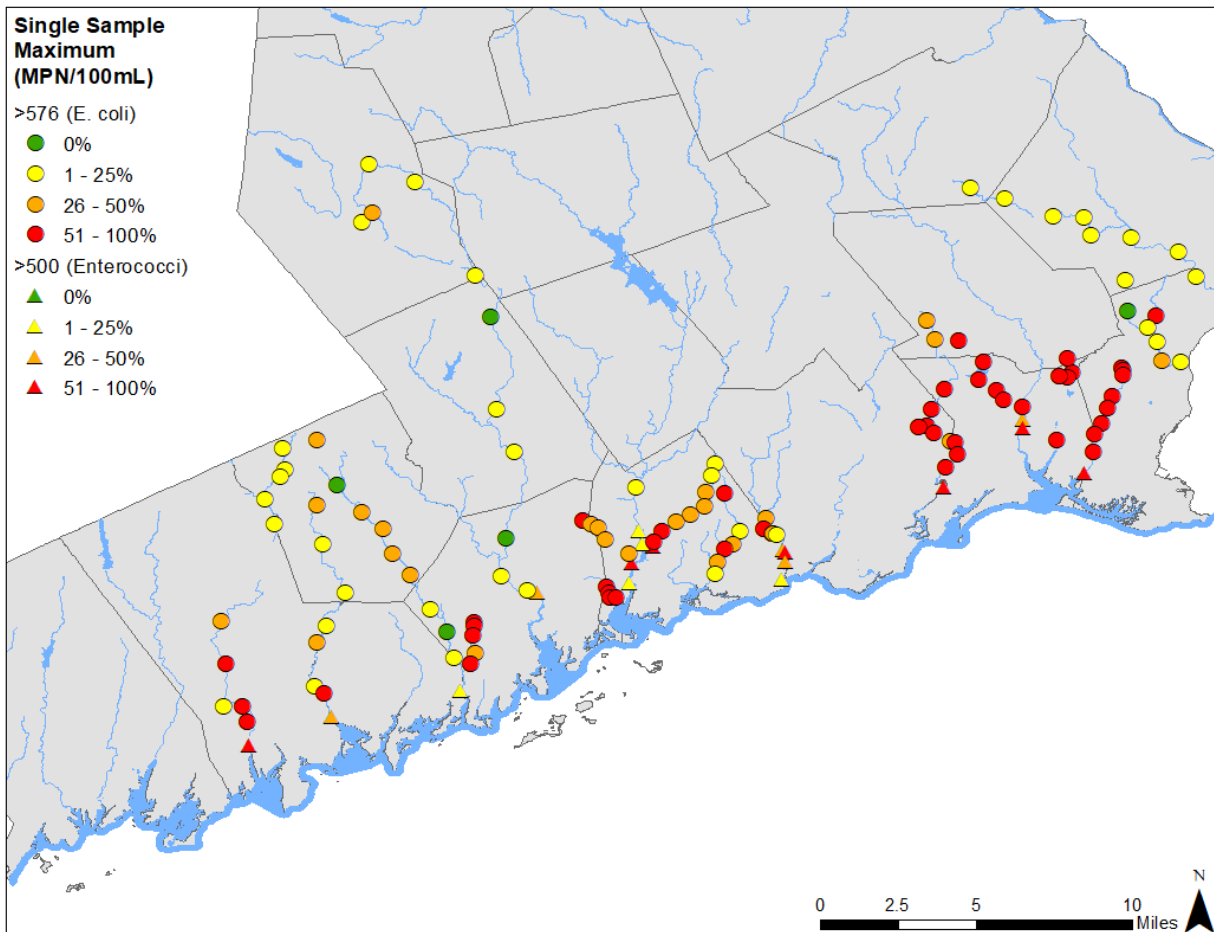 Single Sample
Maximum
(MPN/100mL)
>576 (E. coli)
0%
1 - 25%
26 - 50%
51 - 100%
>500 (Enterococci)
0%
1 - 25%
26 - 50%
51 - 100%
N
0 2.5 5 10
Miles